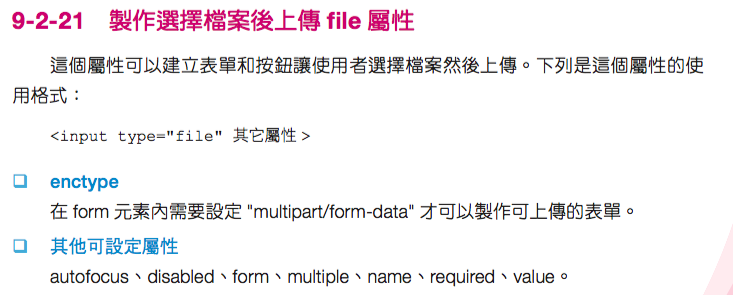 9-2-21 製作選擇檔案後上傳 file 屬性
這個屬性可以建立表單和按鈕讓使用者選擇檔案然後上傳。下列是這個屬性的使
用格式：
<input type="file" 其它屬性>
❑ enctype
在 form 元素內需要設定 "multipart/form-data" 才可以製作可上傳的表單。
❑ 其他可設定屬性
autofocus、disabled、form、multiple、name、required、value。